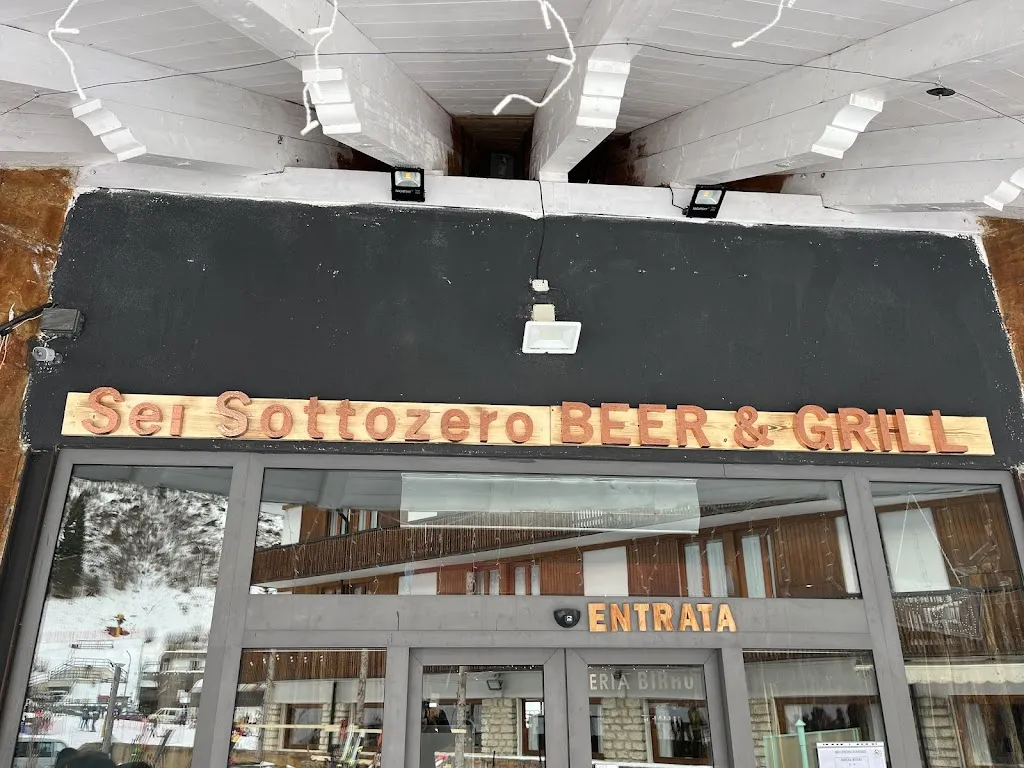 Sei Sottozero BEER & GRILL
ENTRATA